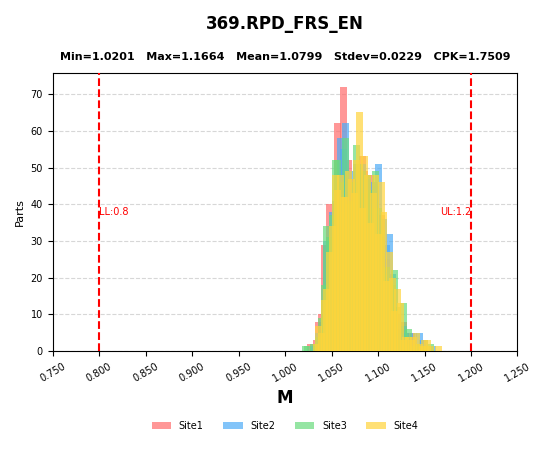 369.RPD_FRS_EN
Min=1.0201 Max=1.1664 Mean=1.0799 Stdev=0.0229 CPK=1.7509
Parts
70
60
50
40
30
20
10
0
LL:0.8
UL:1.2
0.750 0.800 0.850 0.900 0.950 1.000 1.050 1.100 1.150 1.200 1.250
M
Site1 Site2 Site3 Site4